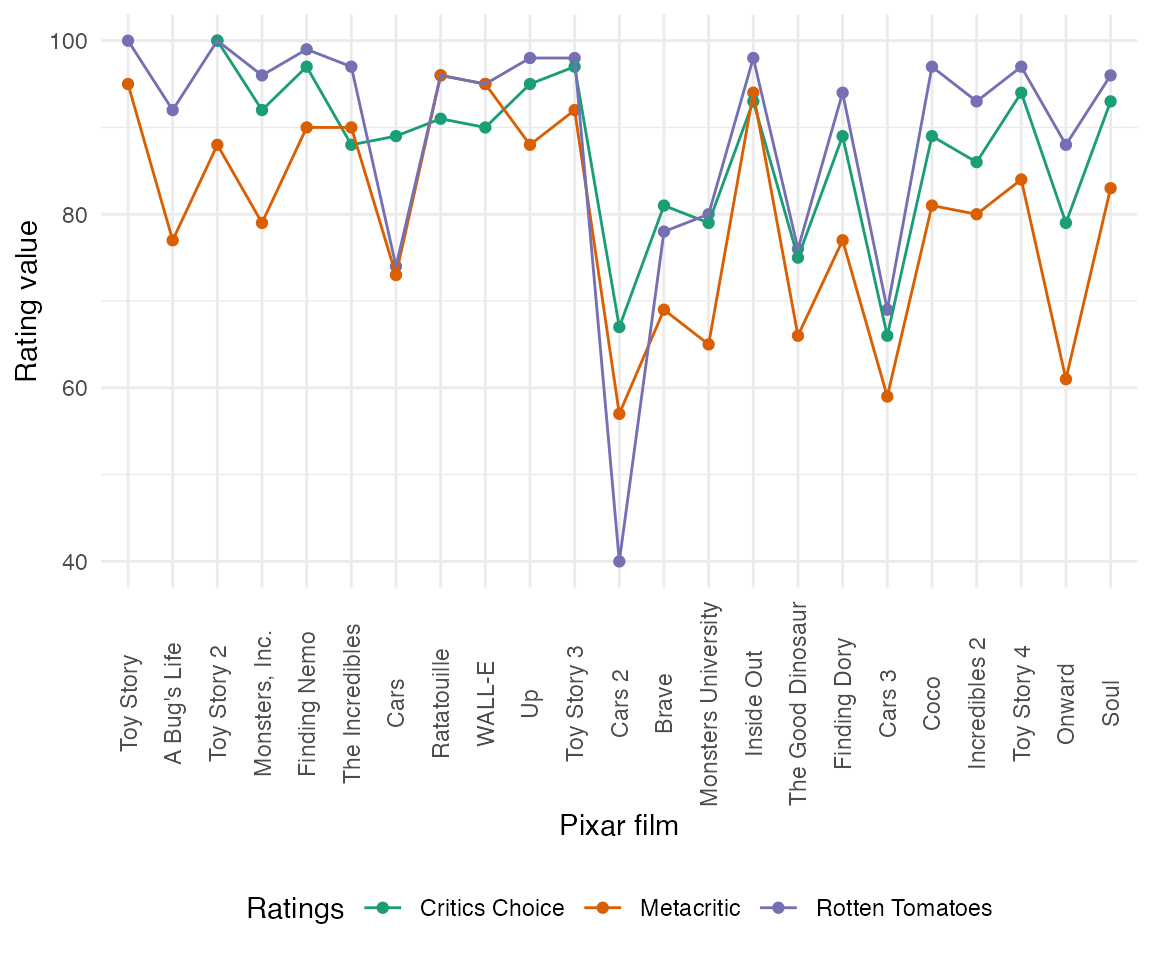 100
80
60
40
Rating value
Toy Story
A Bug's Life
Toy Story 2
Monsters, Inc.
Finding Nemo
The Incredibles
Cars
Ratatouille
WALL-E
Up
Toy Story 3
Cars 2
Brave
Monsters University
Inside Out
The Good Dinosaur
Finding Dory
Cars 3
Coco
Incredibles 2
Toy Story 4
Onward
Soul
Pixar film
Ratings Critics Choice Metacritic Rotten Tomatoes